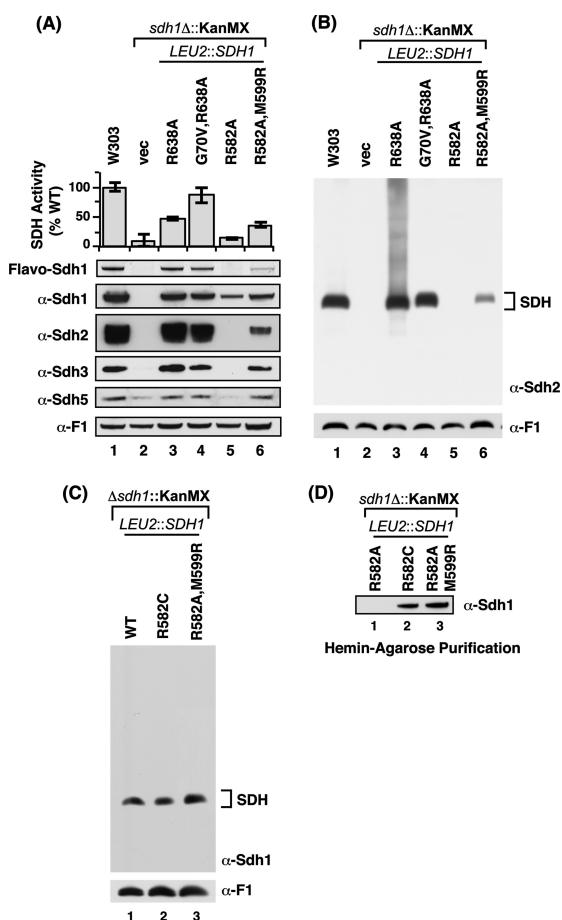 (A)
sdh1Δ::KanMX
LEU2::SDH1
W303
vec
R638A
G70V,R638A
R582A
R582A,M599R
SDH Activity
(% WT)
100
50
0
Flavo-Sdh1
α-Sdh1
α-Sdh2
α-Sdh3
α-Sdh5
α-F1
1 2 3 4 5 6
(B)
sdh1Δ::KanMX
LEU2::SDH1
W303
vec
R638A
G70V,R638A
R582A
R582A,M599R
SDH
α-Sdh2
α-F1
1 2 3 4 5 6
(C)
Δsdh1::KanMX
LEU2::SDH1
WT
R582C
R582A,M599R
SDH
α-Sdh1
α-F1
1 2 3
(D)
sdh1Δ::KanMX
LEU2::SDH1
R582A
R582C
R582A
M599R
α-Sdh1
1 2 3
Hemin-Agarose Purification